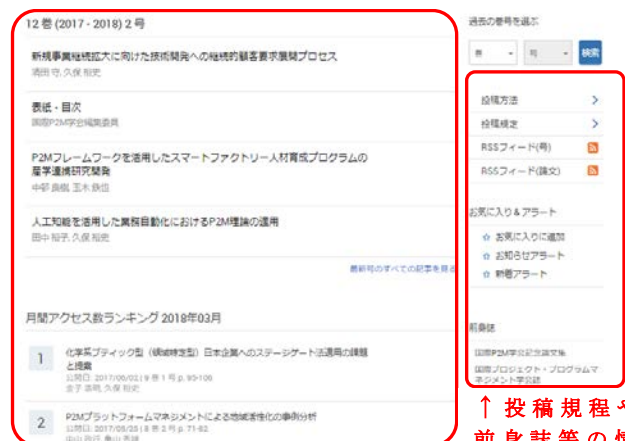 12 巻 (2017 - 2018) 2 号
新規事業継続拡大に向けた技術開発への継続的顧客要求展開プロセス
久保 裕史
表紙・目次
国際P2M学会編集委員
P2Mフレームワークを活用したスマートファクトリー人材育成プログラムの
産学連携研究開発
中邨 良樹, 玉木 欽也
人工知能を活用した業務自動化におけるP2M理論の適用
田中 裕子, 久保 裕史
最新号のすべての記事を見る
月間アクセス数ランキング 2018年03月
1
化学系ブティック型（領域特定型）日本企業へのステージゲート法適用の課題
と提案
公開日: 2017/06/02 | 9 巻 1 号 p. 93-106
金子 浩明, 久保 裕史
2
P2Mプラットフォームマネジメントによる地域活性化の事例分析
公開日: 2017/05/25 | 8 巻 2 号 p. 71-82
中山 政行, 亀山 秀雄
過去の巻号を選ぶ
巻
号
検索
投稿方法
投稿規定
RSSフィード(号)
RSSフィード(論文)
お気に入り & アラート
お気に入りに追加
お知らせアラート
新着アラート
前身誌
国際P2M学会記念論文集
国際プロジェクト・プログラムマ
ネジメント学会誌
↑ 投稿規程や
前身誌等の情